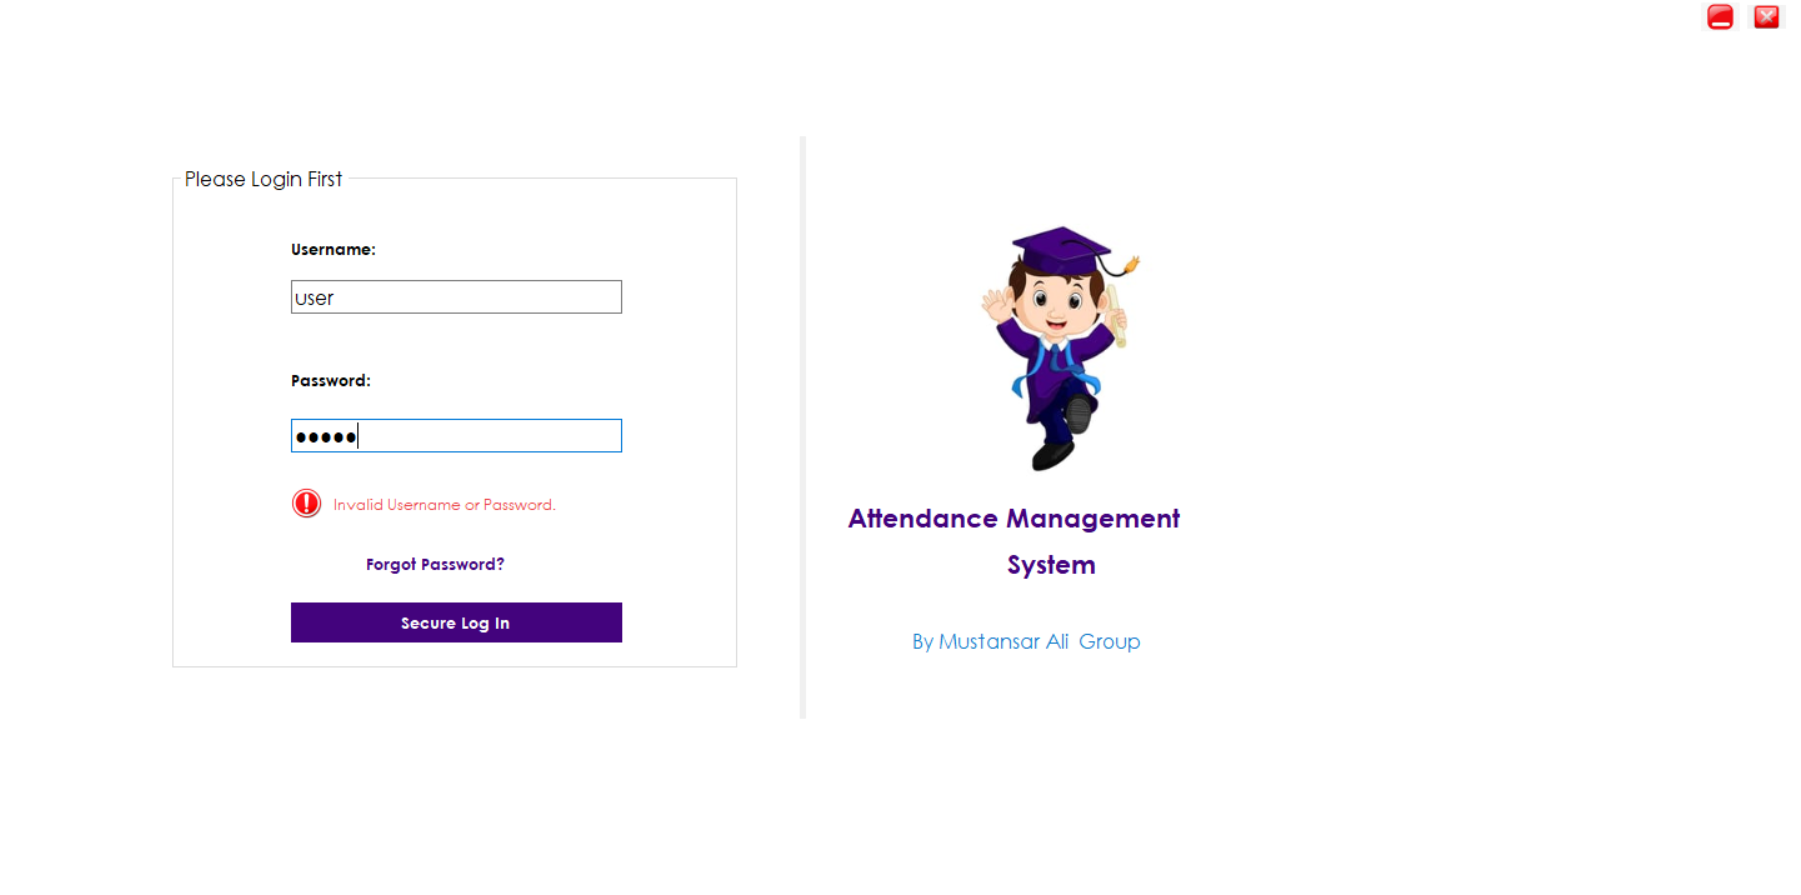 Please Login First
Username:
user
Password:
●●●●●
Invalid Username or Password.
Forgot Password?
Secure Log In
Attendance Management
System
By Mustansar Ali Group